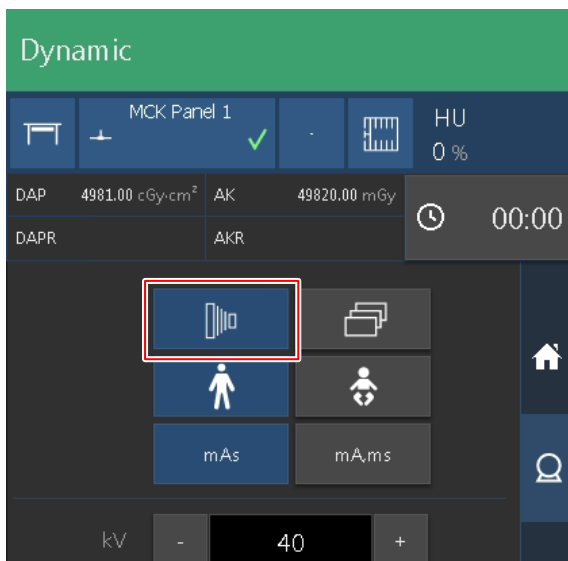 Dynamic
MCK Panel 1
HU
0 %
DAP 4981.00 cGy·cm² AK 49820.00 mGy
00:00
DAPR AKR
mAs mA,ms
kV - 40 +